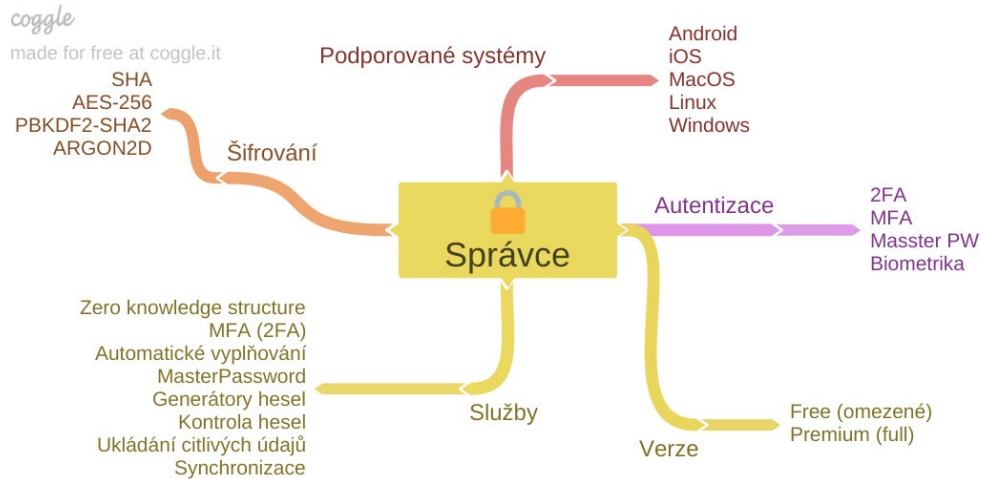 coggle
made for free at coggle.it
Podporované systémy
Android
iOS
MacOS
Linux
Windows
SHA
AES-256
PBKDF2-SHA2
ARGON2D
Šifrování
Autentizace
2FA
MFA
Masster PW
Biometrika
Správce
Zero knowledge structure
MFA (2FA)
Automatické vyplňování
MasterPassword
Generátory hesel
Kontrola hesel
Ukládání citlivých údajů
Synchronizace
Služby
Verze
Free (omezené)
Premium (full)